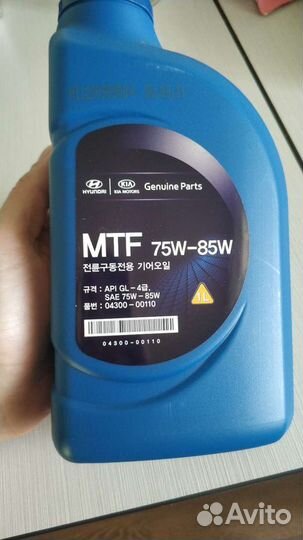 HYUNDAI
KIA
KIA MOTORS
Genuine Parts
MTF 75W-85W
전륜구동전용 기어오일
규격 : API GL - 4급,
SAE 75W - 85W
품번 : 04300 - 00110
1L
04300-00110
Avito